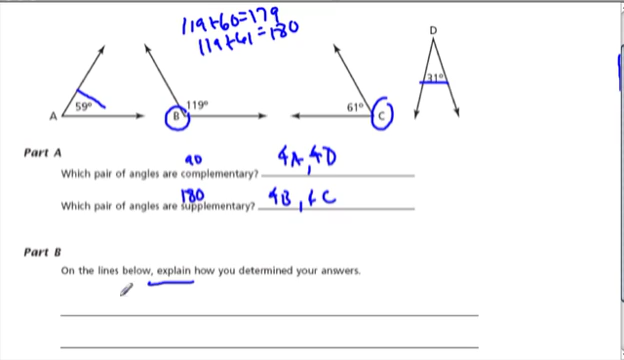 119+60=179
119+61=180
D
31°
A 59°
B 119°
61° C
Part A
90
Which pair of angles are complementary? ∠A, ∠D
180
Which pair of angles are supplementary? ∠B, ∠C
Part B
On the lines below, explain how you determined your answers.